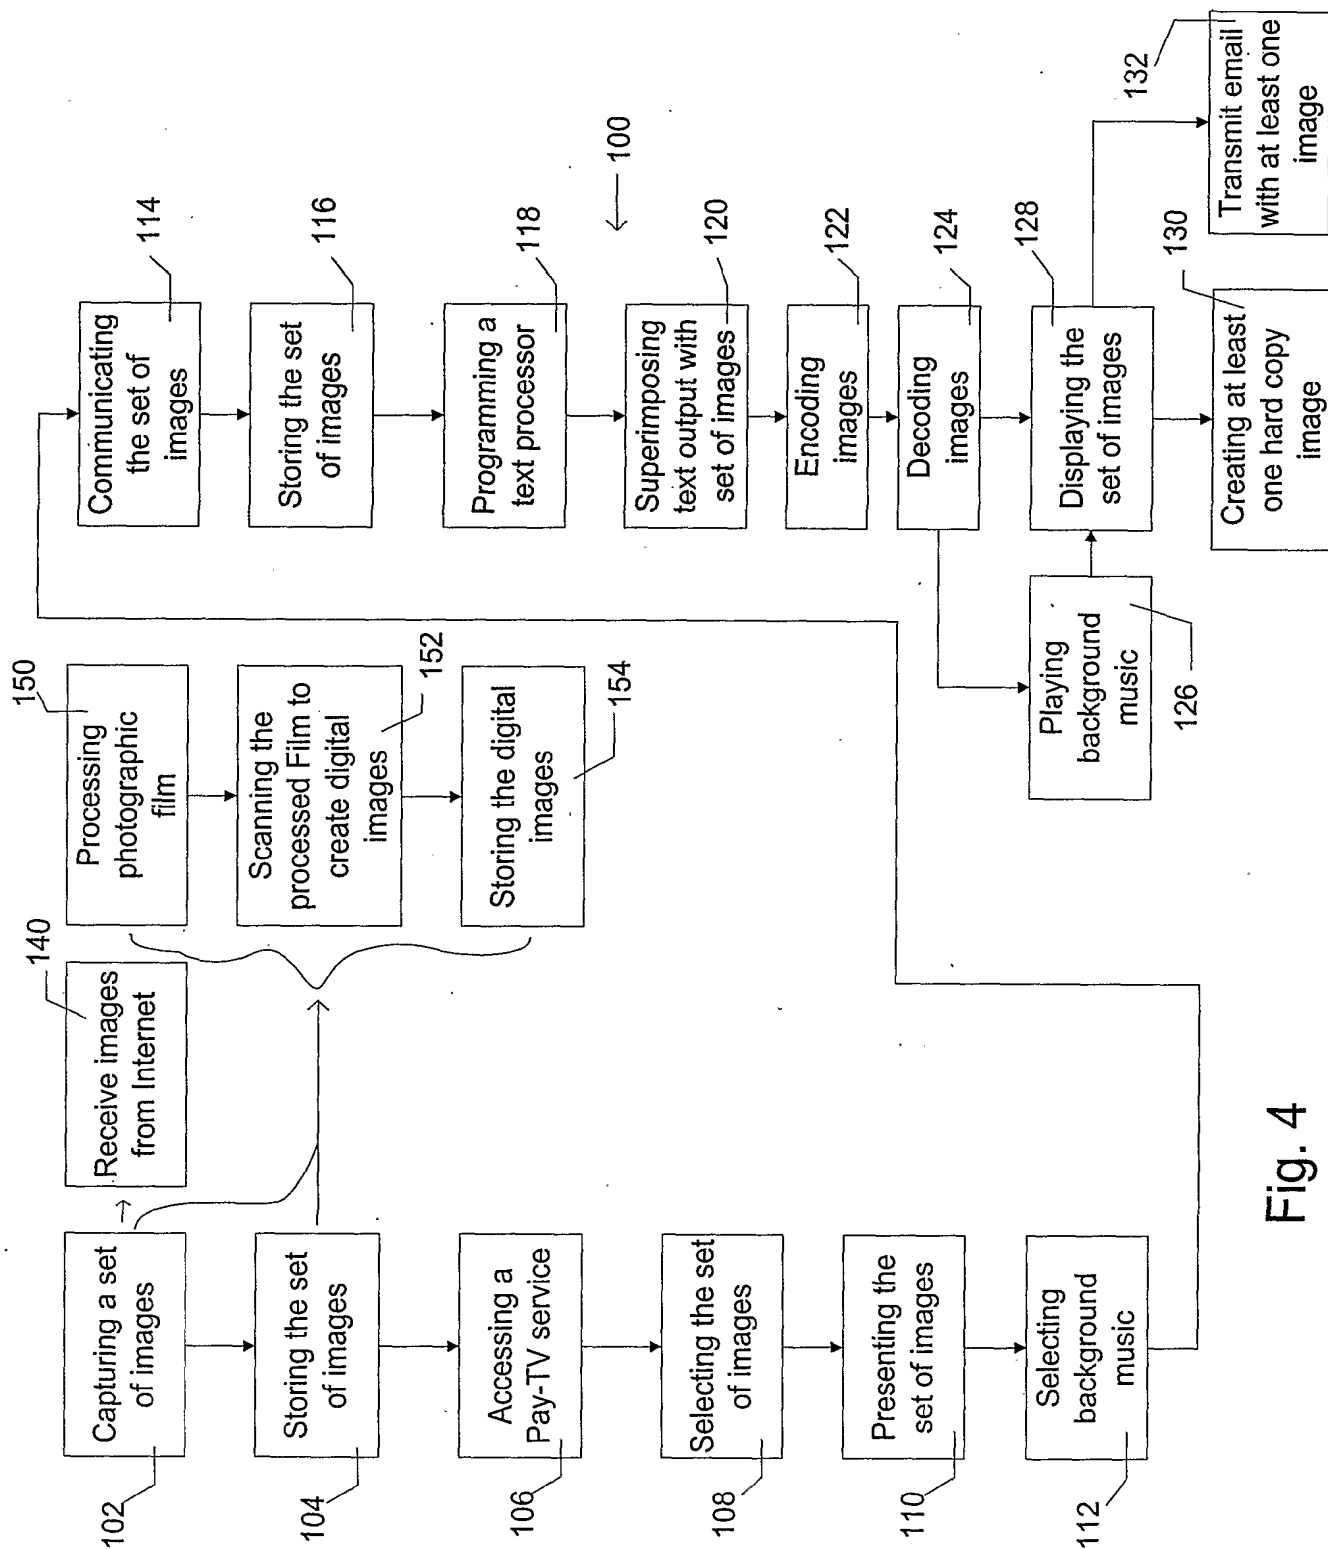 Capturing a set
of images
102
Storing the set
of images
104
Accessing a
Pay-TV service
106
Selecting the set
of images
108
Presenting the
set of images
110
Selecting
background
music
112
Receive images
from Internet
140
Processing
photographic
film
150
Scanning the
processed Film to
create digital
images
152
Storing the digital
images
154
Communicating
the set of
images
114
Storing the set
of images
116
Programming a
text processor
118
100
Superimposing
text output with
set of images
120
Encoding
images
122
Decoding
images
124
Playing
background
music
126
Displaying the
set of images
128
Creating at least
one hard copy
image
130
Transmit email
with at least one
image
132
Fig. 4